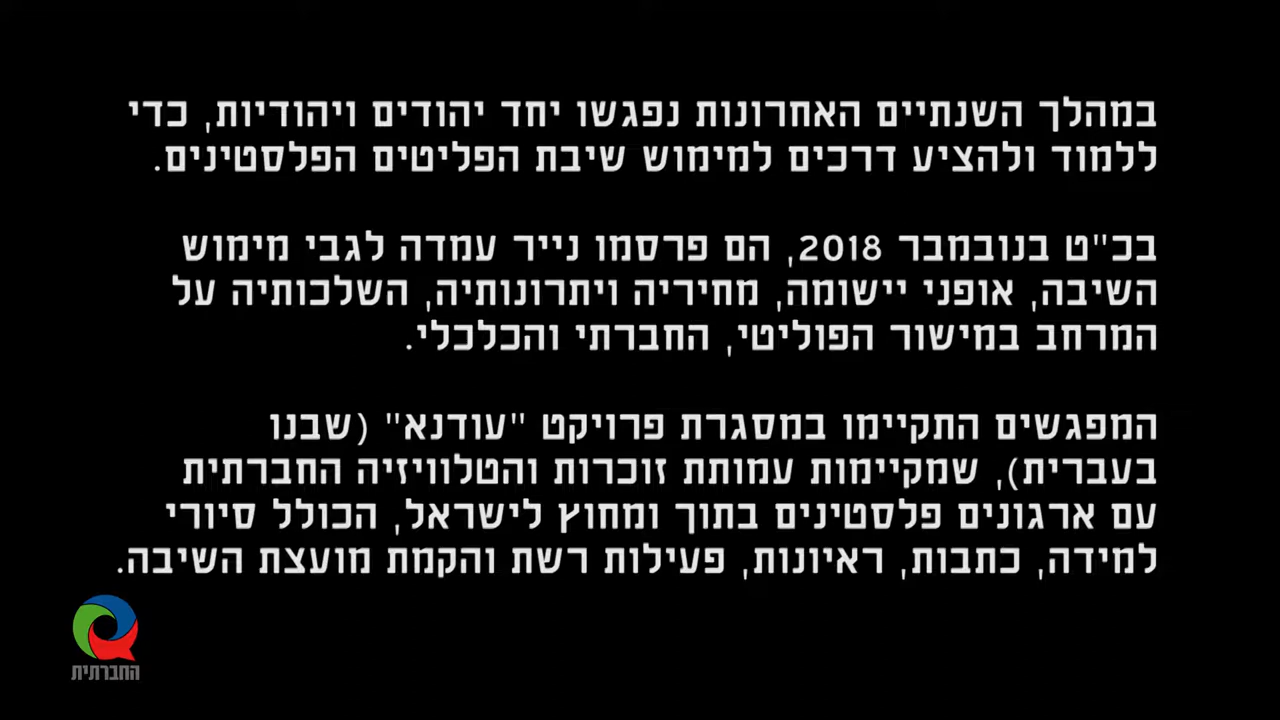 במהלך השנתיים האחרונות נפגשו יחד יהודים ויהודיות, כדי
ללמוד ולהציע דרכים למימוש שיבת הפליטים הפלסטינים.
בכ"ט בנובמבר 2018, הם פרסמו נייר עמדה לגבי מימוש
השיבה, אופני יישומה, מחיריה ויתרונותיה, השלכותיה על
המרחב במישור הפוליטי, החברתי והכלכלי.
המפגשים התקיימו במסגרת פרויקט "עודנא" (שבנו
בעברית), שמקיימות עמותת זוכרות והטלוויזיה החברתית
עם ארגונים פלסטינים בתוך ומחוץ לישראל, הכולל סיורי
למידה, כתבות, ראיונות, פעילות רשת והקמת מועצת השיבה.
החברתית